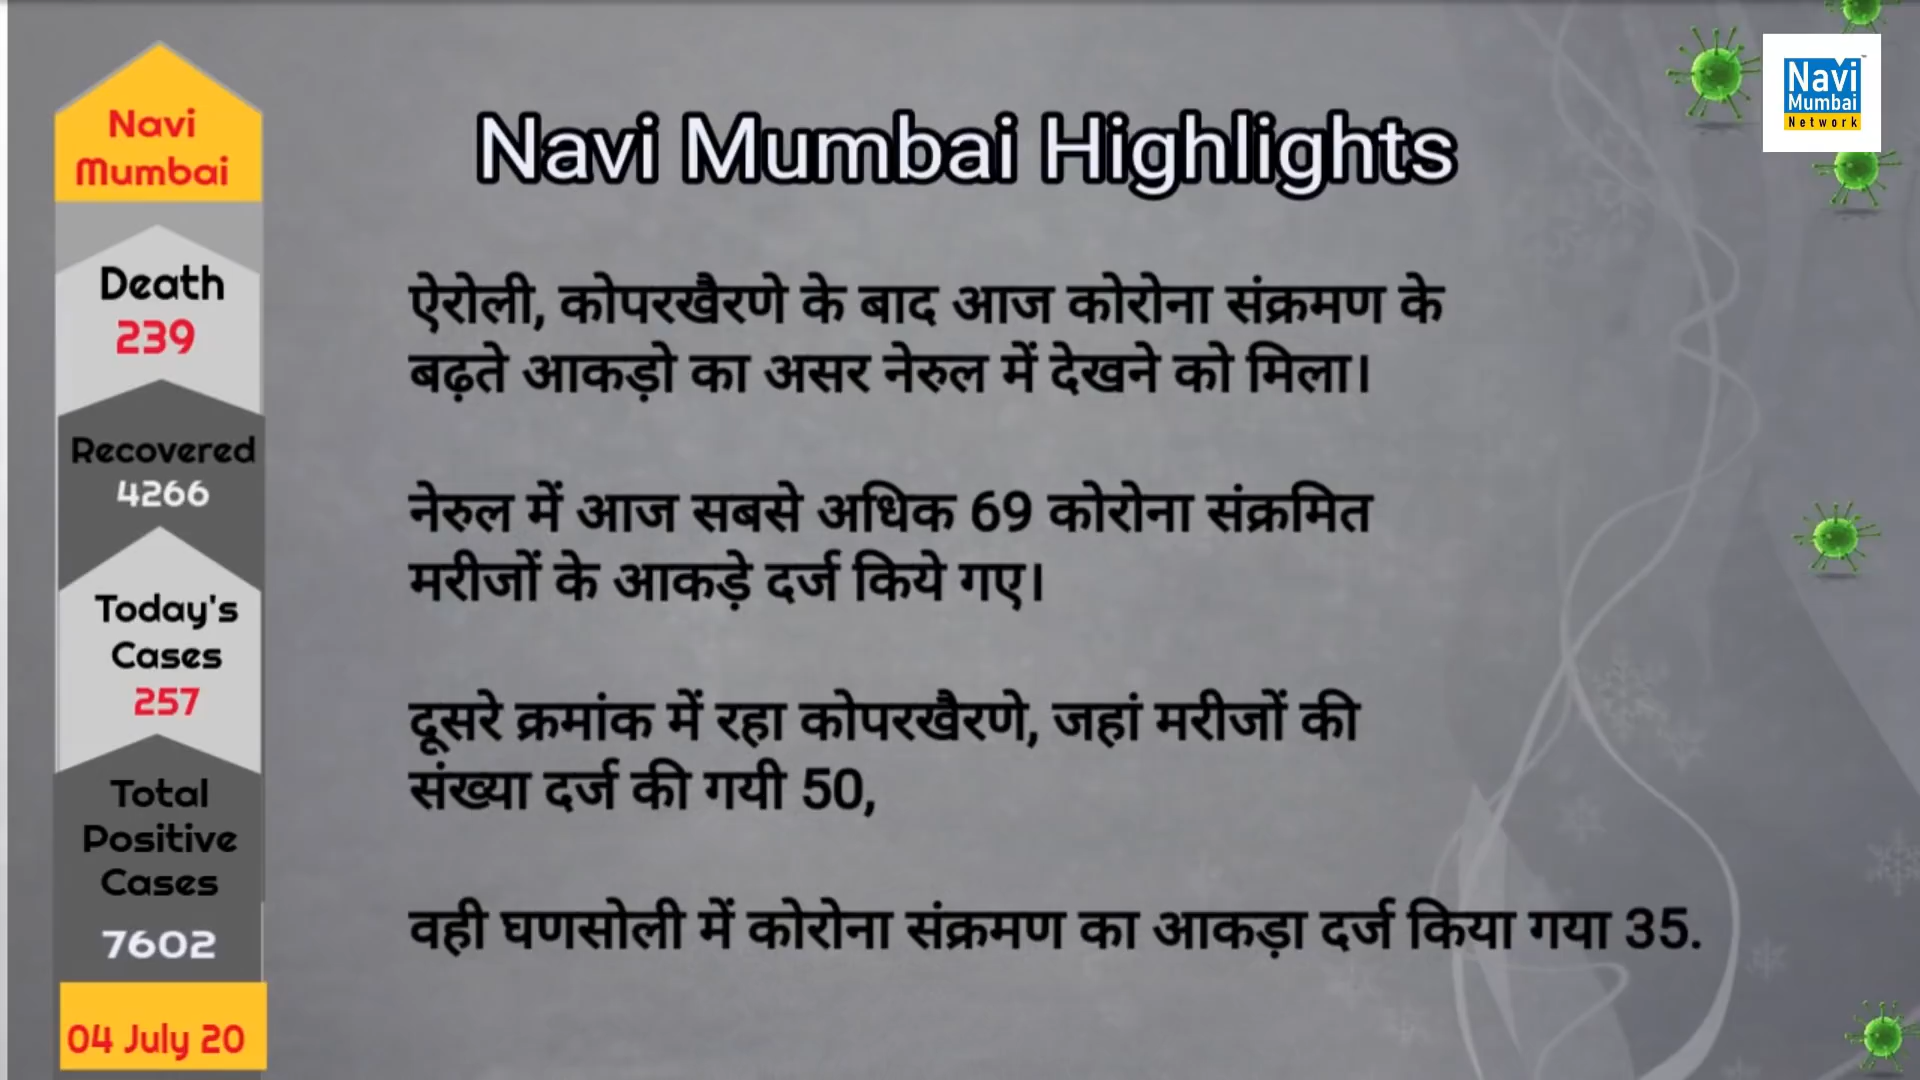 Navi
Mumbai
Death
239
Recovered
4266
Today's
Cases
257
Total
Positive
Cases
7602
04 July 20
Navi Mumbai Highlights
ऐरोली, कोपरखैरणे के बाद आज कोरोना संक्रमण के
बढ़ते आकड़ो का असर नेरुल में देखने को मिला।
नेरुल में आज सबसे अधिक 69 कोरोना संक्रमित
मरीजों के आकड़े दर्ज किये गए।
दूसरे क्रमांक में रहा कोपरखैरणे, जहां मरीजों की
संख्या दर्ज की गयी 50,
वही घणसोली में कोरोना संक्रमण का आकड़ा दर्ज किया गया 35.
Navi
Mumbai
Network